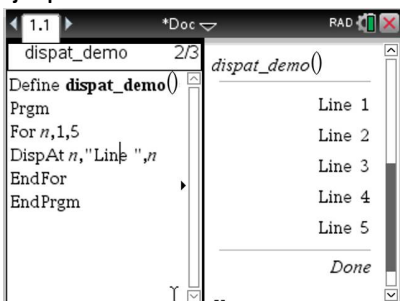 1.1 *Doc RAD
dispat_demo 2/3
Define dispat_demo()
Prgm
For n,1,5
DispAt n,"Line ",n
EndFor
EndPrgm
dispat_demo()
Line 1
Line 2
Line 3
Line 4
Line 5
Done